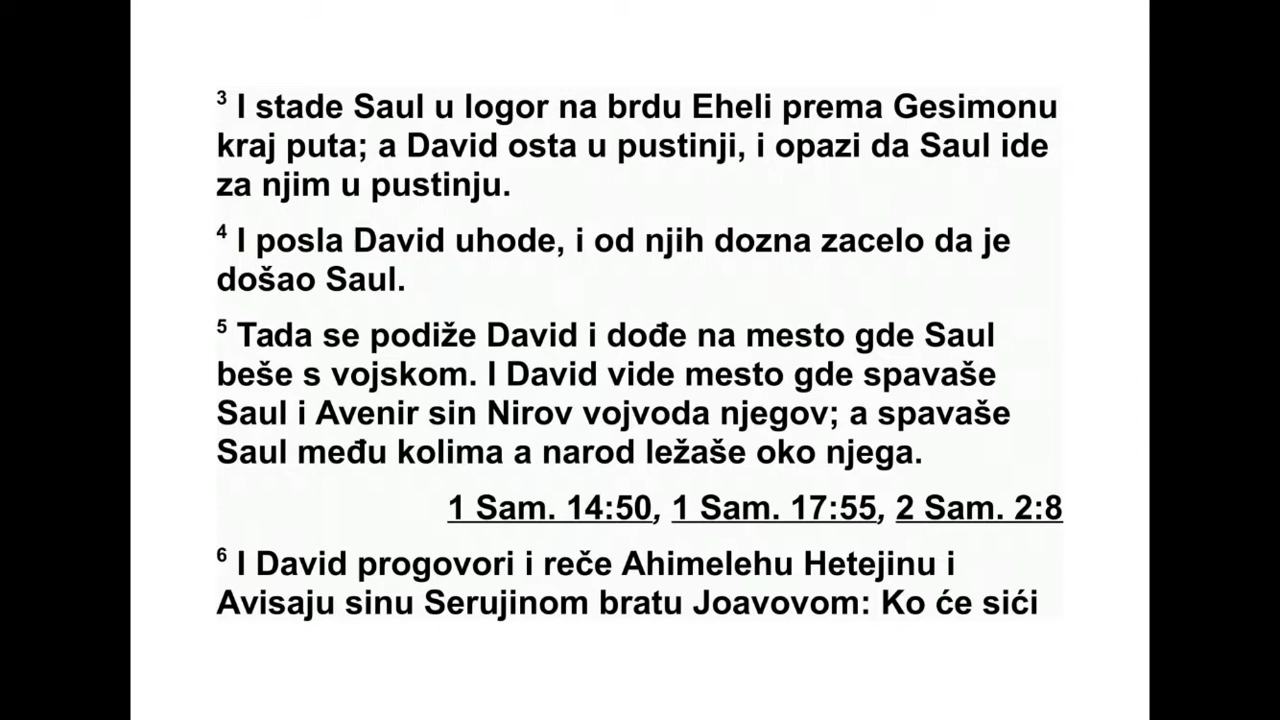 3 I stade Saul u logor na brdu Eheli prema Gesimonu
kraj puta; a David osta u pustinji, i opazi da Saul ide
za njim u pustinju.
4 I posla David uhode, i od njih dozna zacelo da je
došao Saul.
5 Tada se podiže David i dođe na mesto gde Saul
beše s vojskom. I David vide mesto gde spavaše
Saul i Avenir sin Nirov vojvoda njegov; a spavaše
Saul među kolima a narod ležaše oko njega.
1 Sam. 14:50, 1 Sam. 17:55, 2 Sam. 2:8
6 I David progovori i reče Ahimelehu Hetejinu i
Avisaju sinu Serujinom bratu Joavovom: Ko će sići